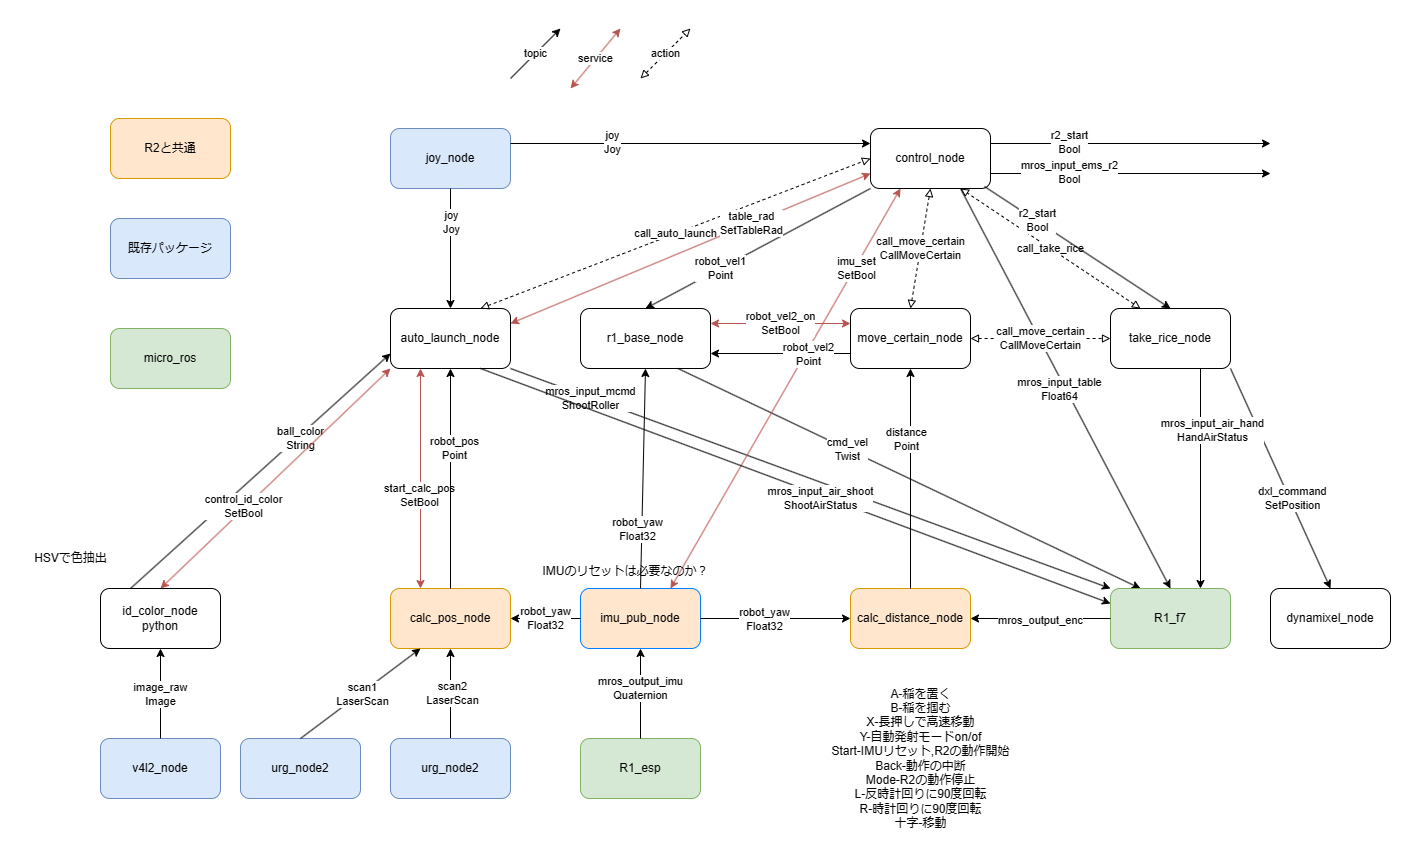 topic
service
action
R2と共通
joy_node
joy
Joy
control_node
r2_start
Bool
mros_input_ems_r2
Bool
既存パッケージ
joy
Joy
table_rad
SetTableRad
call_auto_launch
r2_start
Bool
call_move_certain
CallMoveCertain
call_take_rice
robot_vel1
Point
imu_set
SetBool
micro_ros
auto_launch_node
r1_base_node
robot_vel2_on
SetBool
robot_vel2
Point
move_certain_node
call_move_certain
CallMoveCertain
take_rice_node
mros_input_mcmd
ShootRoller
mros_input_table
Float64
ball_color
String
robot_pos
Point
cmd_vel
Twist
distance
Point
mros_input_air_hand
HandAirStatus
control_id_color
SetBool
start_calc_pos
SetBool
mros_input_air_shoot
ShootAirStatus
dxl_command
SetPosition
robot_yaw
Float32
HSVで色抽出
IMUのリセットは必要なのか？
id_color_node
python
calc_pos_node
robot_yaw
Float32
imu_pub_node
robot_yaw
Float32
calc_distance_node
mros_output_enc
R1_f7
dynamixel_node
image_raw
Image
scan1
LaserScan
scan2
LaserScan
mros_output_imu
Quaternion
v4l2_node
urg_node2
urg_node2
R1_esp
A-稲を置く
B-稲を掴む
X-長押しで高速移動
Y-自動発射モードon/of
Start-IMUリセット,R2の動作開始
Back-動作の中断
Mode-R2の動作停止
L-反時計回りに90度回転
R-時計回りに90度回転
十字-移動